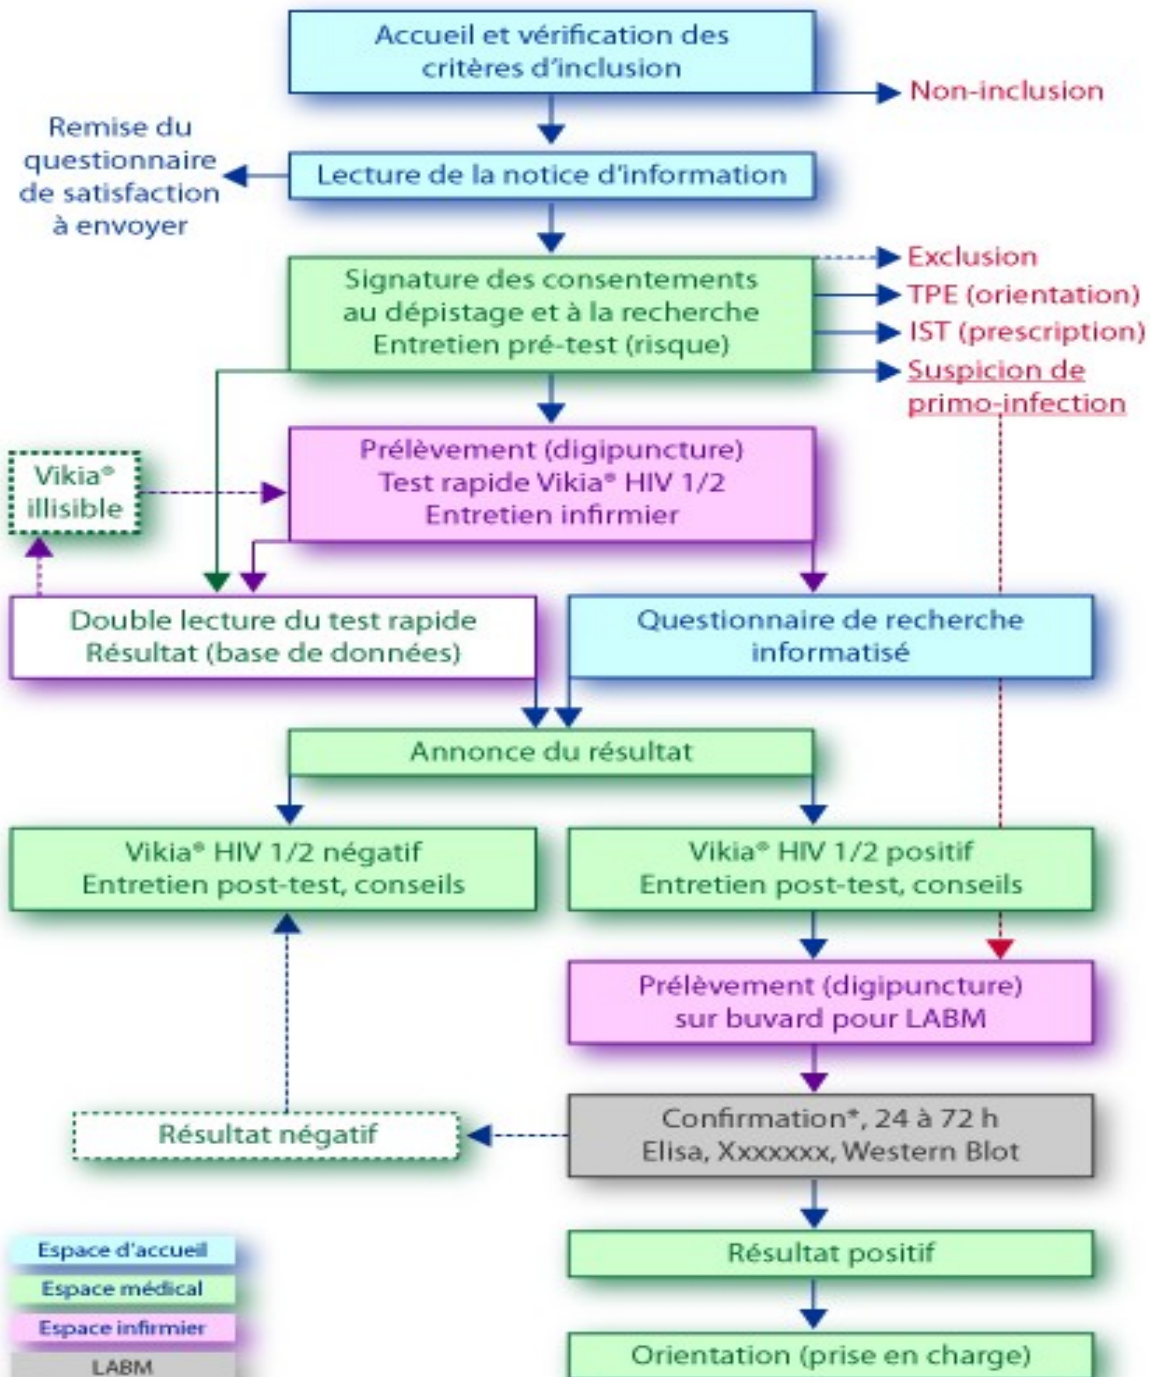 Accueil et vérification des
critères d'inclusion
Non-inclusion
Remise du
questionnaire
de satisfaction
à envoyer
Lecture de la notice d'information
Signature des consentements
au dépistage et à la recherche
Entretien pré-test (risque)
Exclusion
TPE (orientation)
IST (prescription)
Suspicion de
primo-infection
Vikia®
illisible
Prélèvement (digipuncture)
Test rapide Vikia® HIV 1/2
Entretien infirmier
Double lecture du test rapide
Résultat (base de données)
Questionnaire de recherche
informatisé
Annonce du résultat
Vikia® HIV 1/2 négatif
Entretien post-test, conseils
Vikia® HIV 1/2 positif
Entretien post-test, conseils
Prélèvement (digipuncture)
sur buvard pour LABM
Confirmation*, 24 à 72 h
Elisa, Xxxxxxx, Western Blot
Résultat négatif
Résultat positif
Orientation (prise en charge)
Espace d'accueil
Espace médical
Espace infirmier
LABM